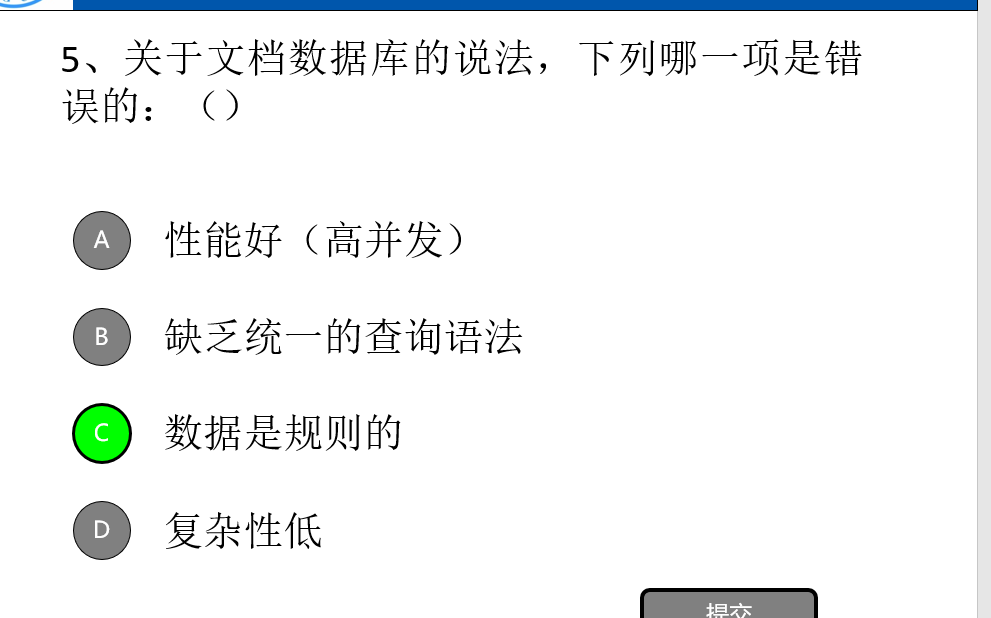 5、关于文档数据库的说法，下列哪一项是错
误的：（）
A 性能好（高并发）
B 缺乏统一的查询语法
C 数据是规则的
D 复杂性低
提交